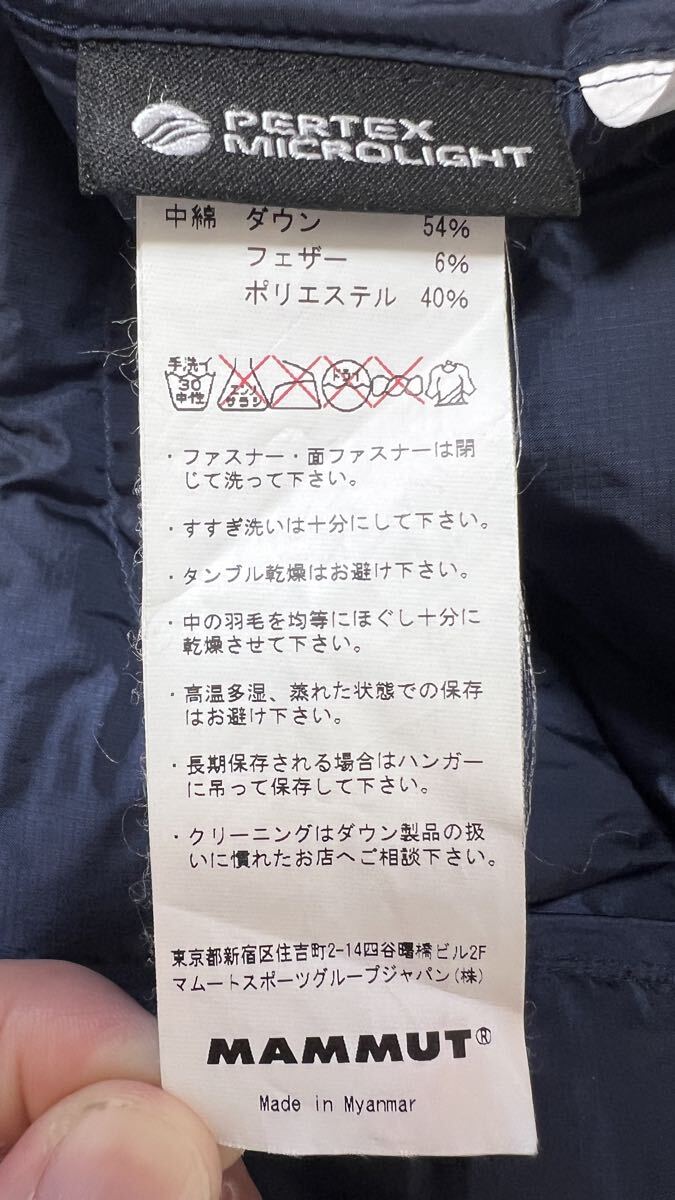 PERTEX
MICROLIGHT
中綿 ダウン 54%
フェザー 6%
ポリエステル 40%
手洗イ
30
中性
エンソ
サラシ
ドライ
・ファスナー・面ファスナーは閉
じて洗って下さい。
・すすぎ洗いは十分にして下さい。
・タンブル乾燥はお避け下さい。
・中の羽毛を均等にほぐし十分に
乾燥させて下さい。
・高温多湿、蒸れた状態での保存
はお避け下さい。
・長期保存される場合はハンガー
に吊って保存して下さい。
・クリーニングはダウン製品の扱
いに慣れたお店へご相談下さい。
東京都新宿区住吉町2-14四谷曙橋ビル2F
マムートスポーツグループジャパン(株)
MAMMUT®
Made in Myanmar